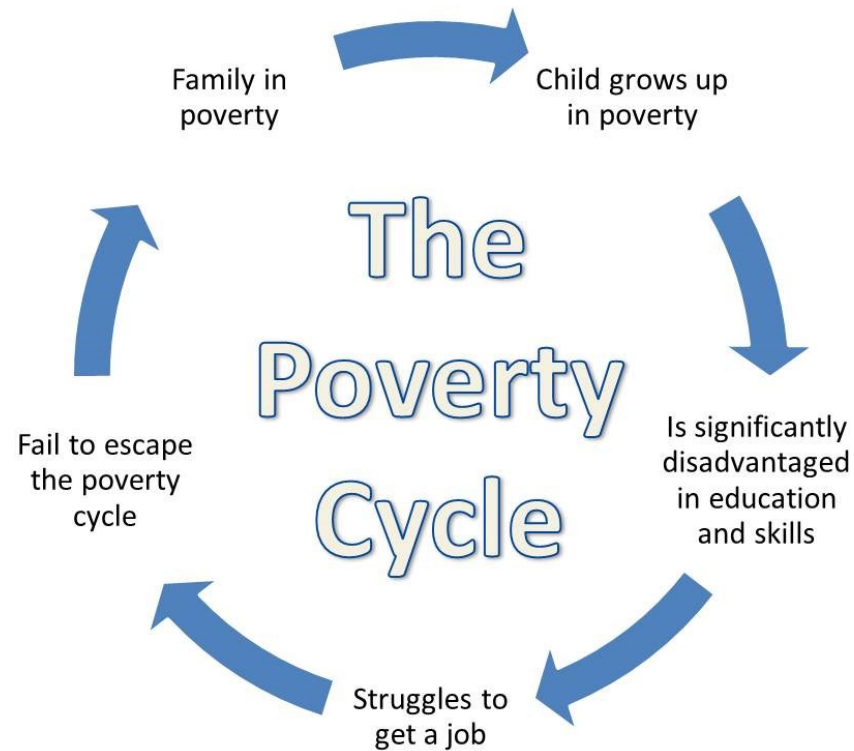 Family in
poverty
Child grows up
in poverty
The
Poverty
Cycle
Is significantly
disadvantaged
in education
and skills
Struggles to
get a job
Fail to escape
the poverty
cycle